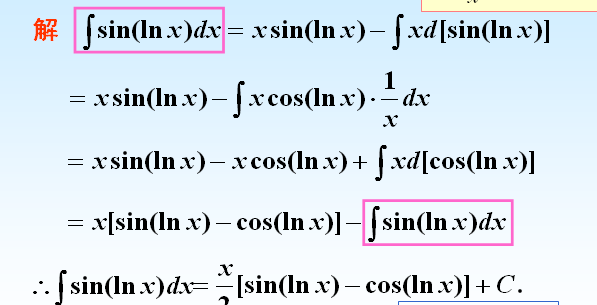 解 ∫sin(ln x)dx = x sin(ln x) − ∫xd[sin(ln x)]
= x sin(ln x) − ∫x cos(ln x)·1/x dx
= x sin(ln x) − x cos(ln x) + ∫xd[cos(ln x)]
= x[sin(ln x) − cos(ln x)] − ∫sin(ln x)dx
∴∫sin(ln x)dx = x/2[sin(ln x) − cos(ln x)] + C.